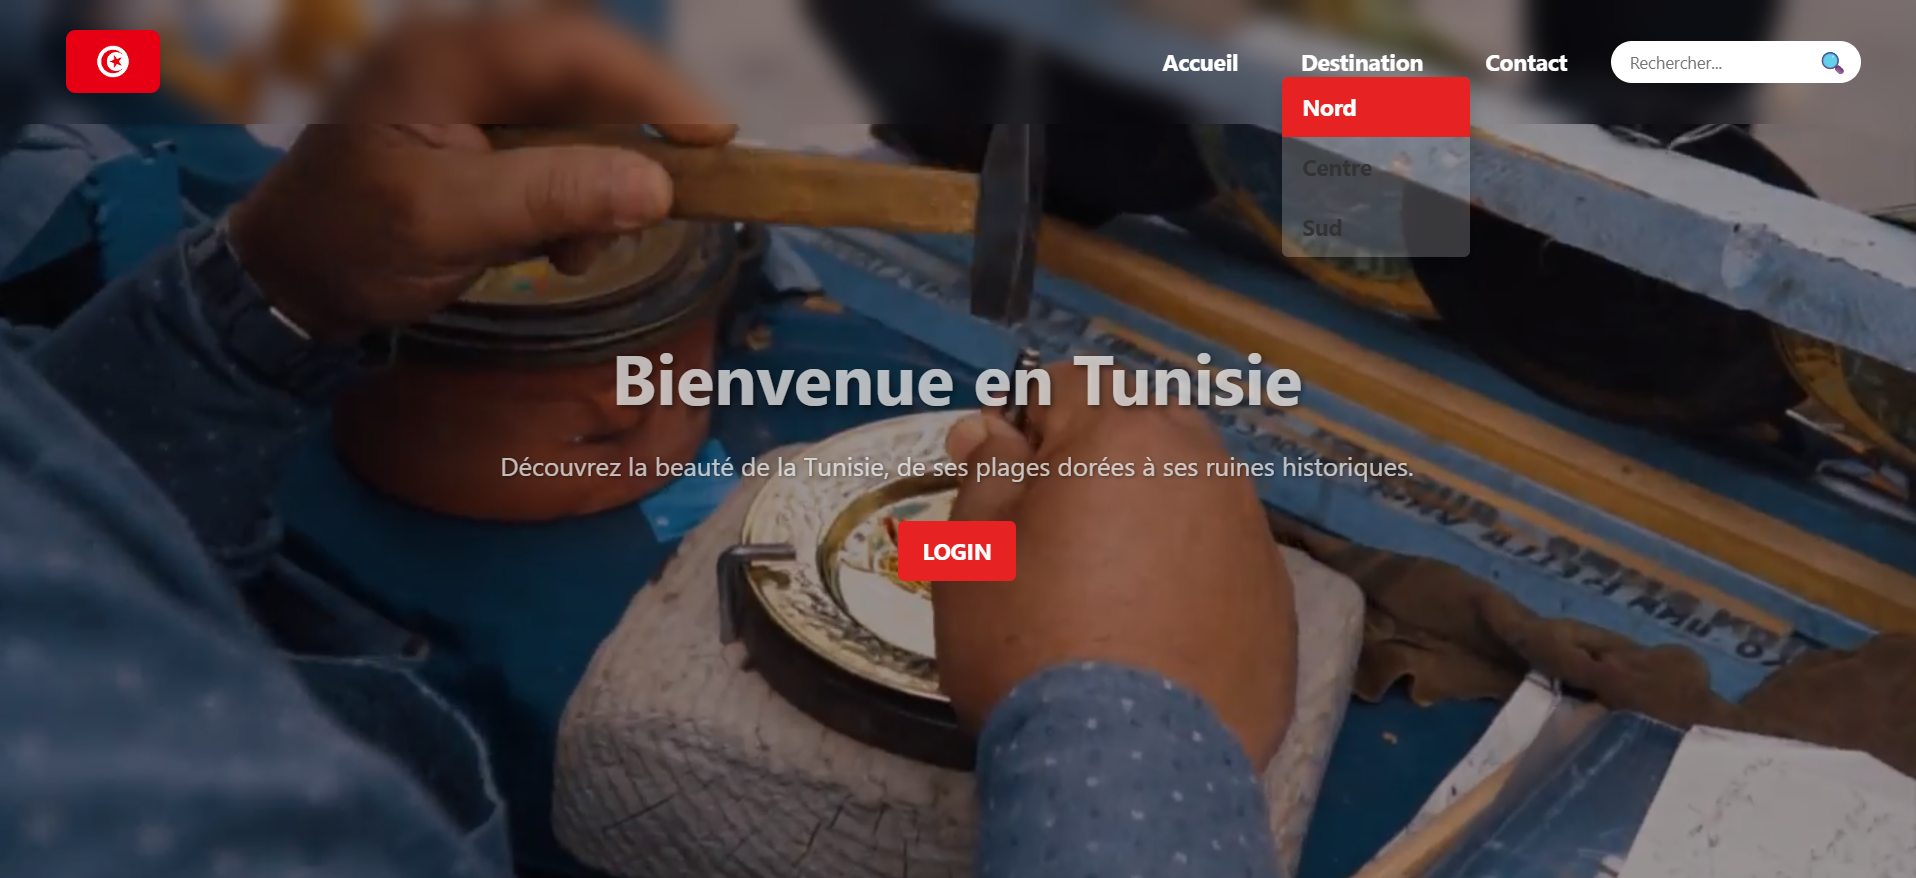 Accueil
Destination
Contact
Rechercher...
Nord
Centre
Sud
Bienvenue en Tunisie
Découvrez la beauté de la Tunisie, de ses plages dorées à ses ruines historiques.
LOGIN